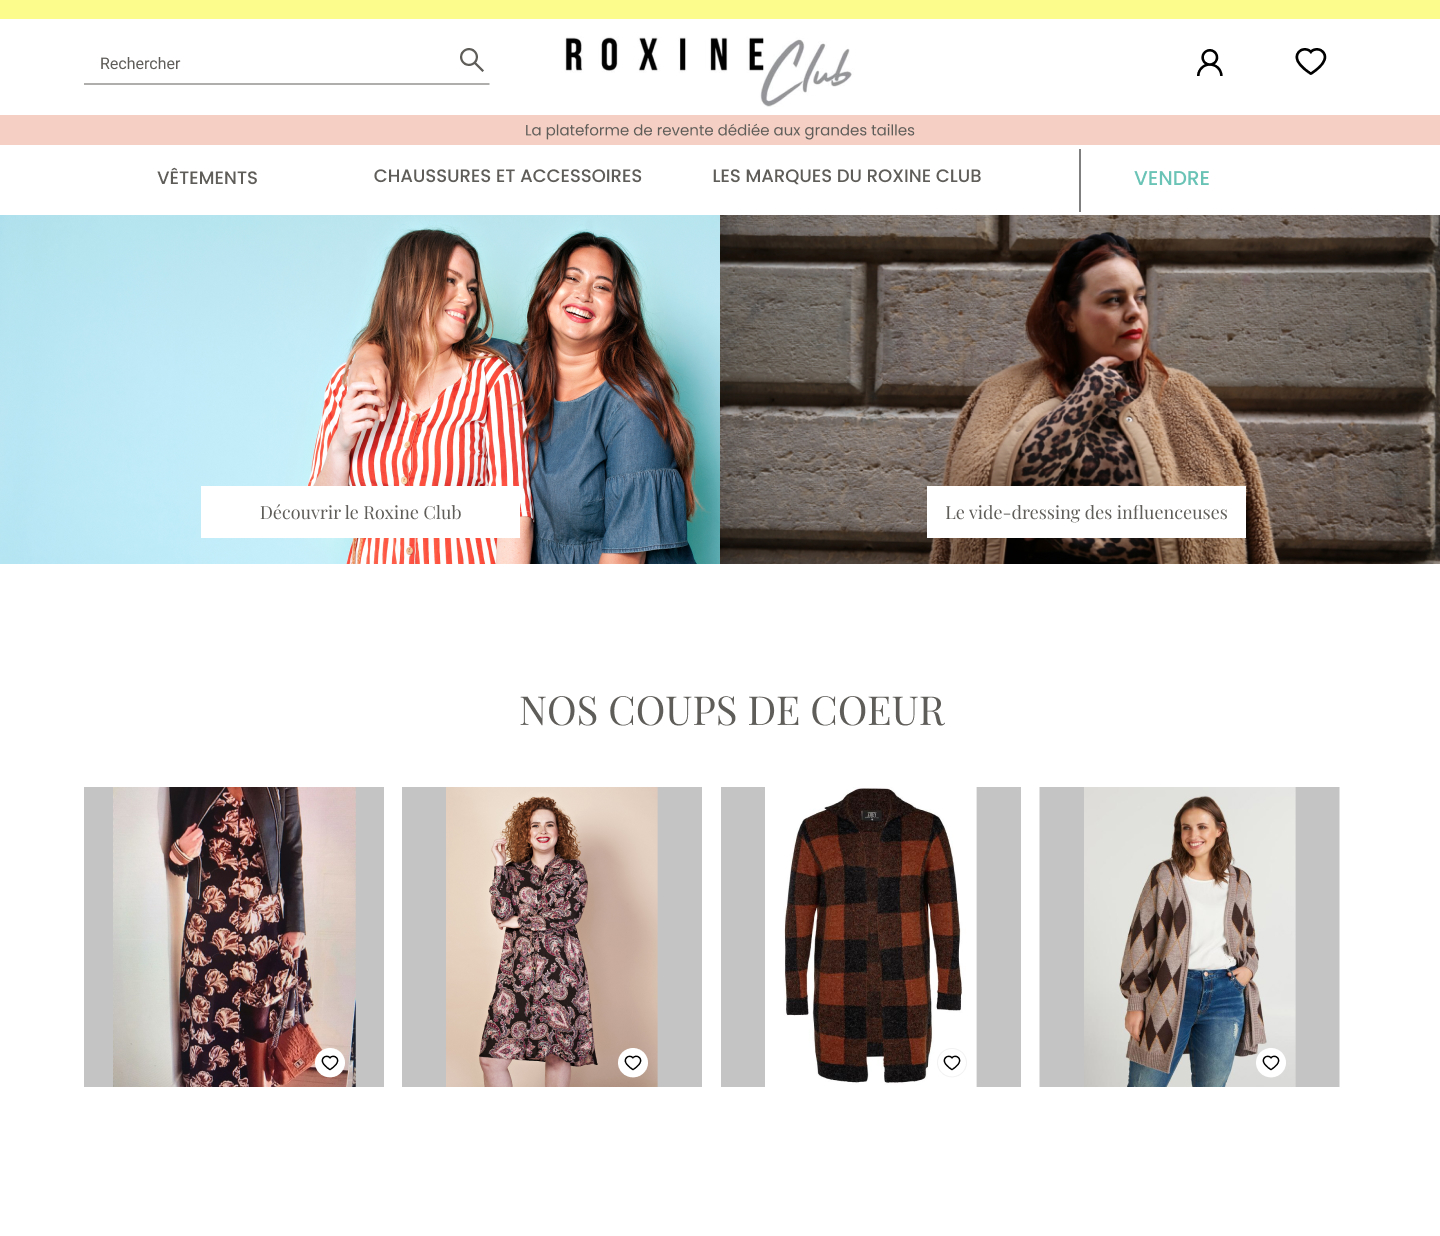 Rechercher
ROXINE Club
La plateforme de revente dédiée aux grandes tailles
VÊTEMENTS
CHAUSSURES ET ACCESSOIRES
LES MARQUES DU ROXINE CLUB
VENDRE
Découvrir le Roxine Club
Le vide-dressing des influenceuses
NOS COUPS DE COEUR